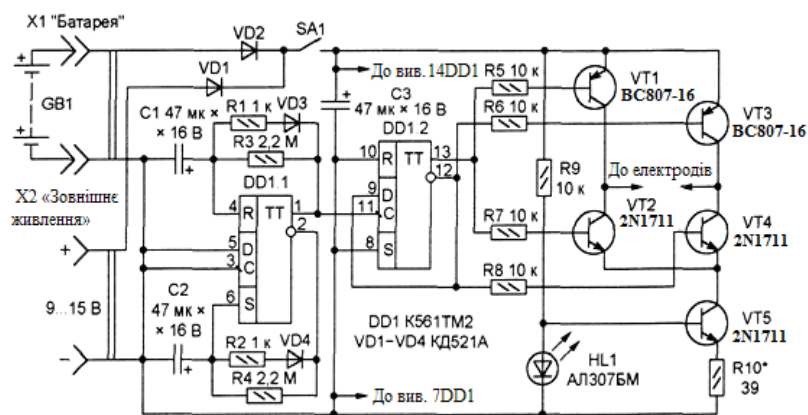 X1 "Батарея"
VD2
SA1
VD1
GB1
До вив. 14DD1
C1 47 мк ×
× 16 В
R1 1 к VD3
R3 2,2 М
C3
47 мк × 16 В
DD1.1
DD1.2
R5 10 к
R6 10 к
VT1
BC807-16
VT3
BC807-16
X2 «Зовнішнє
живлення»
+
9...15 В
−
4 R
5 D
3 C
6 S
TT
1
2
10 R
9 D
11 C
8 S
TT
13
12
R9
10 к
До електродів
R7 10 к
VT2
2N1711
VT4
2N1711
R8 10 к
C2
47 мк ×
× 16 В
R2 1 к VD4
R4 2,2 М
DD1 К561ТМ2
VD1−VD4 КД521А
VT5
2N1711
HL1
АЛ307БМ
R10*
39
До вив. 7DD1